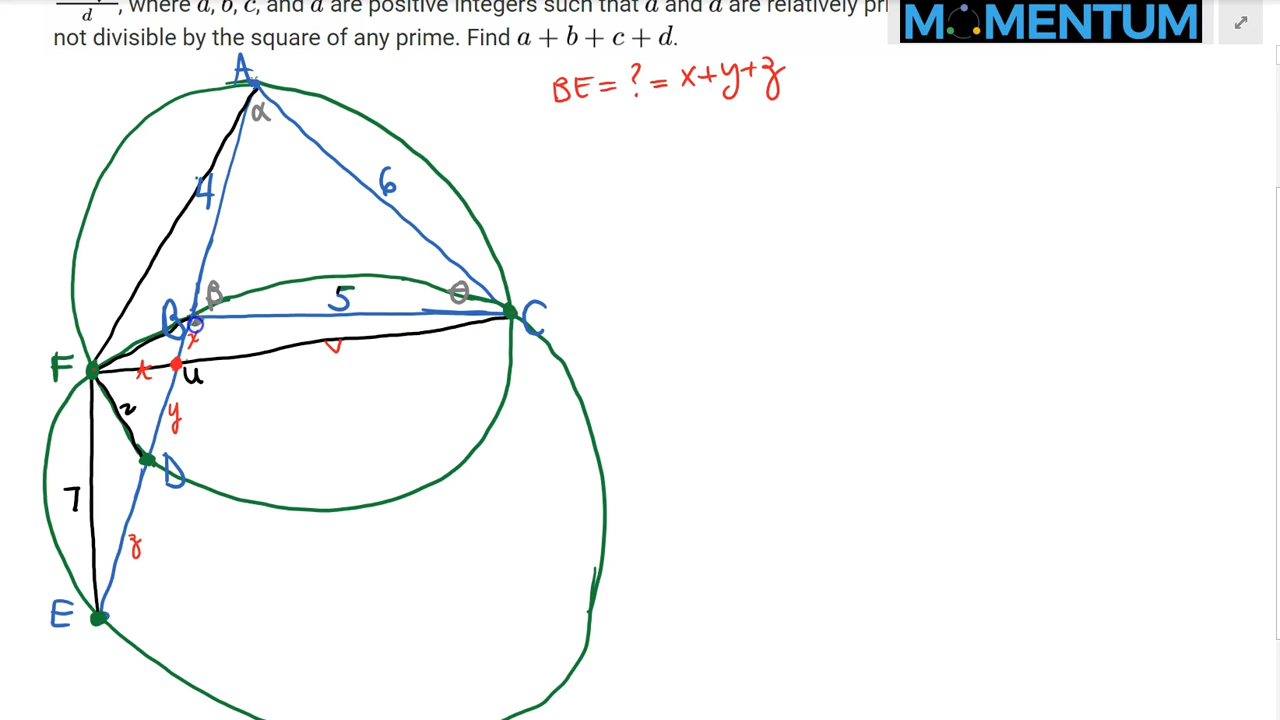 d, where a, b, c, and d are positive integers such that a and d are relatively
not divisible by the square of any prime. Find a + b + c + d.
MOMENTUM
BE = ? = x+y+z
A
α
4
6
B
β
5
θ
C
x
F
t
u
v
2
y
D
7
z
E